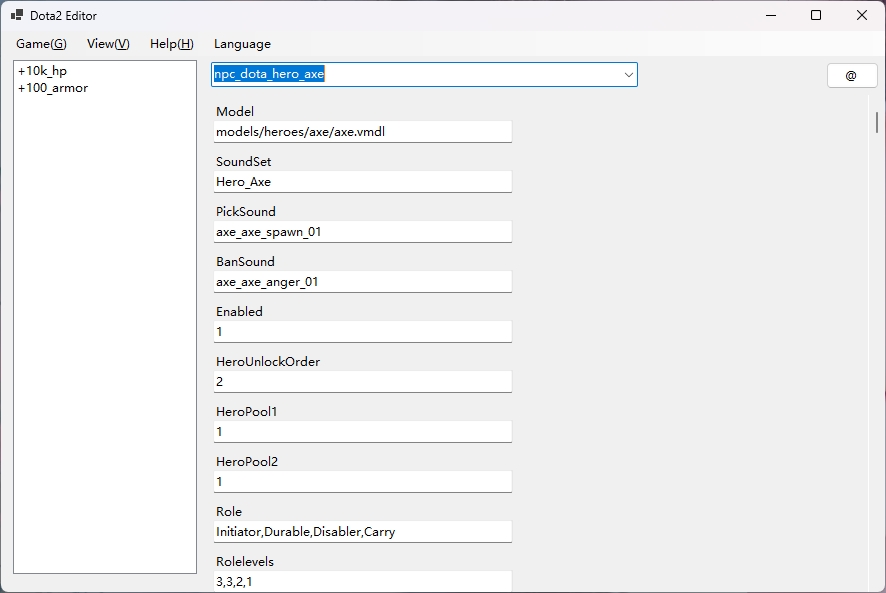 Dota2 Editor
Game(G) View(V) Help(H) Language
+10k_hp
+100_armor
npc_dota_hero_axe
@
Model
models/heroes/axe/axe.vmdl
SoundSet
Hero_Axe
PickSound
axe_axe_spawn_01
BanSound
axe_axe_anger_01
Enabled
1
HeroUnlockOrder
2
HeroPool1
1
HeroPool2
1
Role
Initiator,Durable,Disabler,Carry
Rolelevels
3,3,2,1